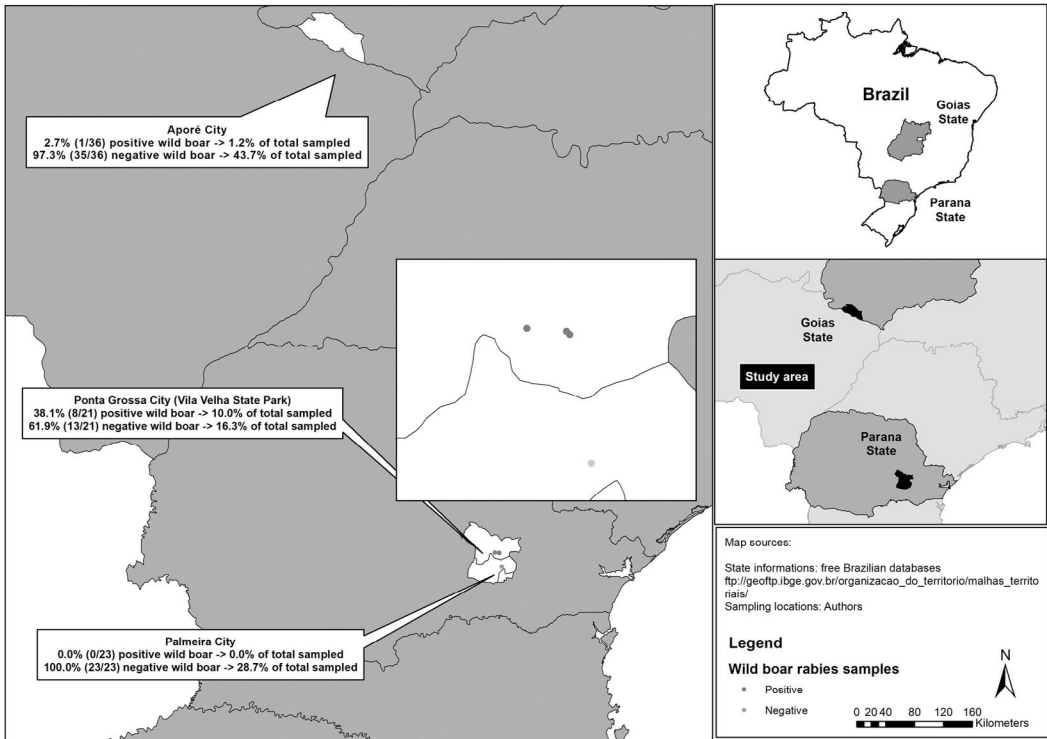 Aporé City
2.7% (1/36) positive wild boar -> 1.2% of total sampled
97.3% (35/36) negative wild boar -> 43.7% of total sampled
Ponta Grossa City (Vila Velha State Park)
38.1% (8/21) positive wild boar -> 10.0% of total sampled
61.9% (13/21) negative wild boar -> 16.3% of total sampled
Palmeira City
0.0% (0/23) positive wild boar -> 0.0% of total sampled
100.0% (23/23) negative wild boar -> 28.7% of total sampled
Brazil
Goias
State
Parana
State
Goias
State
Study area
Parana
State
Map sources:
State informations: free Brazilian databases
ftp://geoftp.ibge.gov.br/organizacao_do_territorio/malhas_territo
riais/
Sampling locations: Authors
Legend
Wild boar rabies samples
Positive
Negative
N
0 20 40 80 120 160
Kilometers